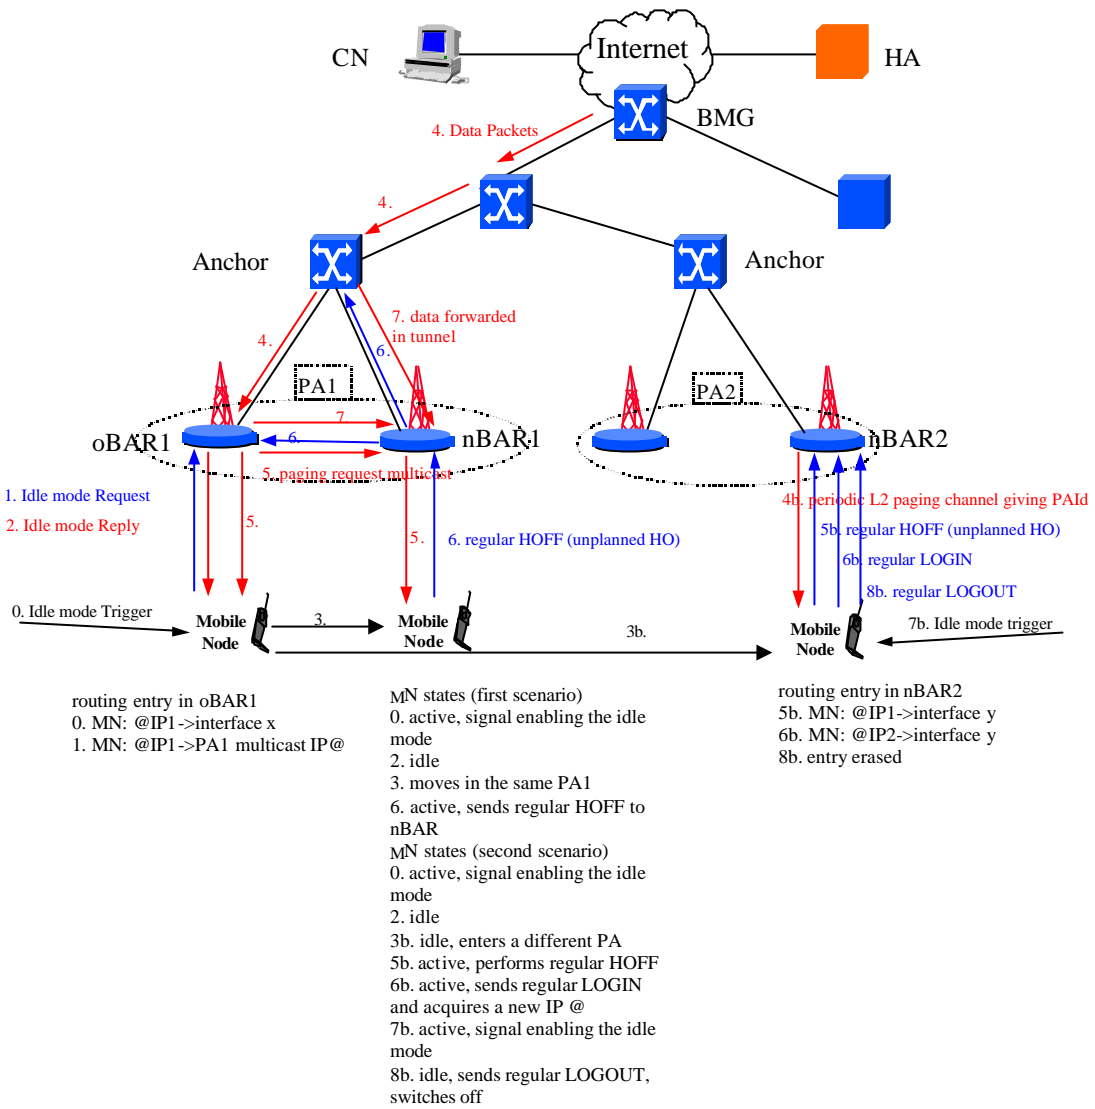 CN
Internet
HA
BMG
4. Data Packets
4.
Anchor
Anchor
7. data forwarded
in tunnel
4.
6.
PA1
PA2
7.
oBAR1
6.
nBAR1
nBAR2
5. paging request multicast
1. Idle mode Request
2. Idle mode Reply
5.
5.
6. regular HOFF (unplanned HO)
4b. periodic L2 paging channel giving PAId
5b. regular HOFF (unplanned HO)
6b. regular LOGIN
8b. regular LOGOUT
0. Idle mode Trigger
Mobile
Node
3.
Mobile
Node
3b.
Mobile
Node
7b. Idle mode trigger
routing entry in oBAR1
0. MN: @IP1->interface x
1. MN: @IP1->PA1 multicast IP@
MN states (first scenario)
0. active, signal enabling the idle
mode
2. idle
3. moves in the same PA1
6. active, sends regular HOFF to
nBAR
MN states (second scenario)
0. active, signal enabling the idle
mode
2. idle
3b. idle, enters a different PA
5b. active, performs regular HOFF
6b. active, sends regular LOGIN
and acquires a new IP @
7b. active, signal enabling the idle
mode
8b. idle, sends regular LOGOUT,
switches off
routing entry in nBAR2
5b. MN: @IP1->interface y
6b. MN: @IP2->interface y
8b. entry erased